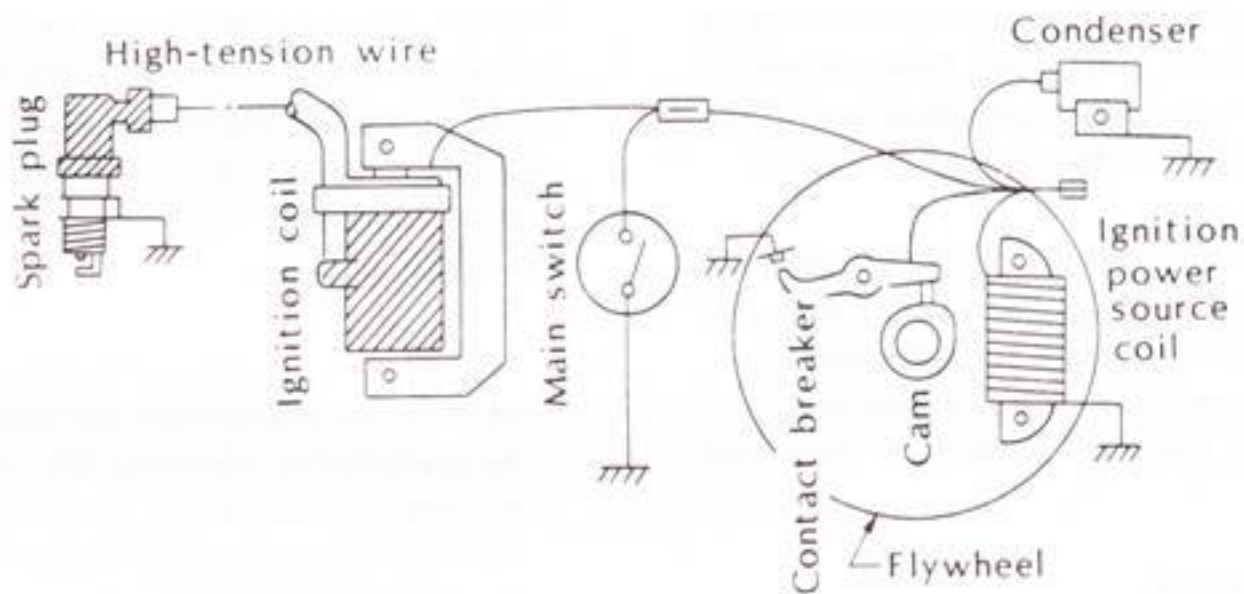 High-tension wire
Condenser
Spark plug
Ignition coil
Main switch
Contact breaker
Cam
Ignition
power
source
coil
Flywheel